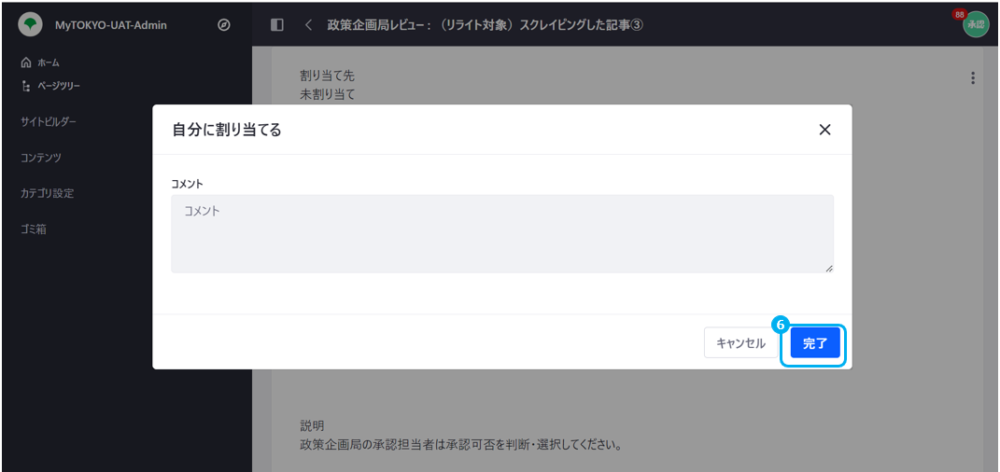 MyTOKYO-UAT-Admin
政策企画局レビュー：（リライト対象）スクレイピングした記事③
88
承認
ホーム
ページツリー
サイトビルダー
コンテンツ
カテゴリ設定
ゴミ箱
割り当て先
未割り当て
自分に割り当てる
コメント
コメント
6
キャンセル
完了
説明
政策企画局の承認担当者は承認可否を判断・選択してください。